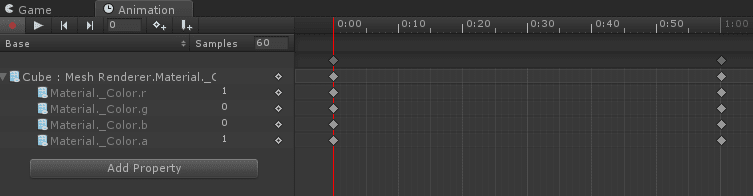 Game Animation
0 0:00 0:10 0:20 0:30 0:40 0:50 1:00
Base Samples 60
Cube : Mesh Renderer.Material._C
Material._Color.r 1
Material._Color.g 0
Material._Color.b 0
Material._Color.a 1
Add Property